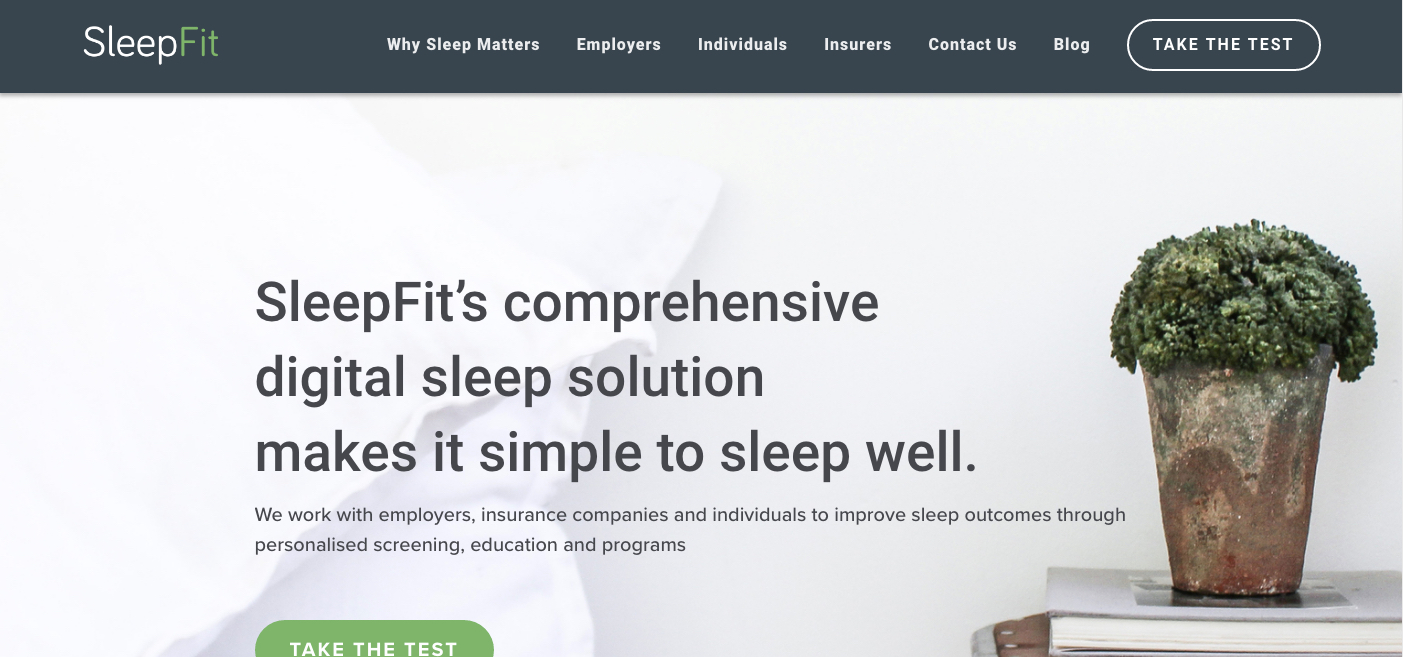 SleepFit
Why Sleep Matters
Employers
Individuals
Insurers
Contact Us
Blog
TAKE THE TEST
SleepFit’s comprehensive
digital sleep solution
makes it simple to sleep well.
We work with employers, insurance companies and individuals to improve sleep outcomes through
personalised screening, education and programs
TAKE THE TEST